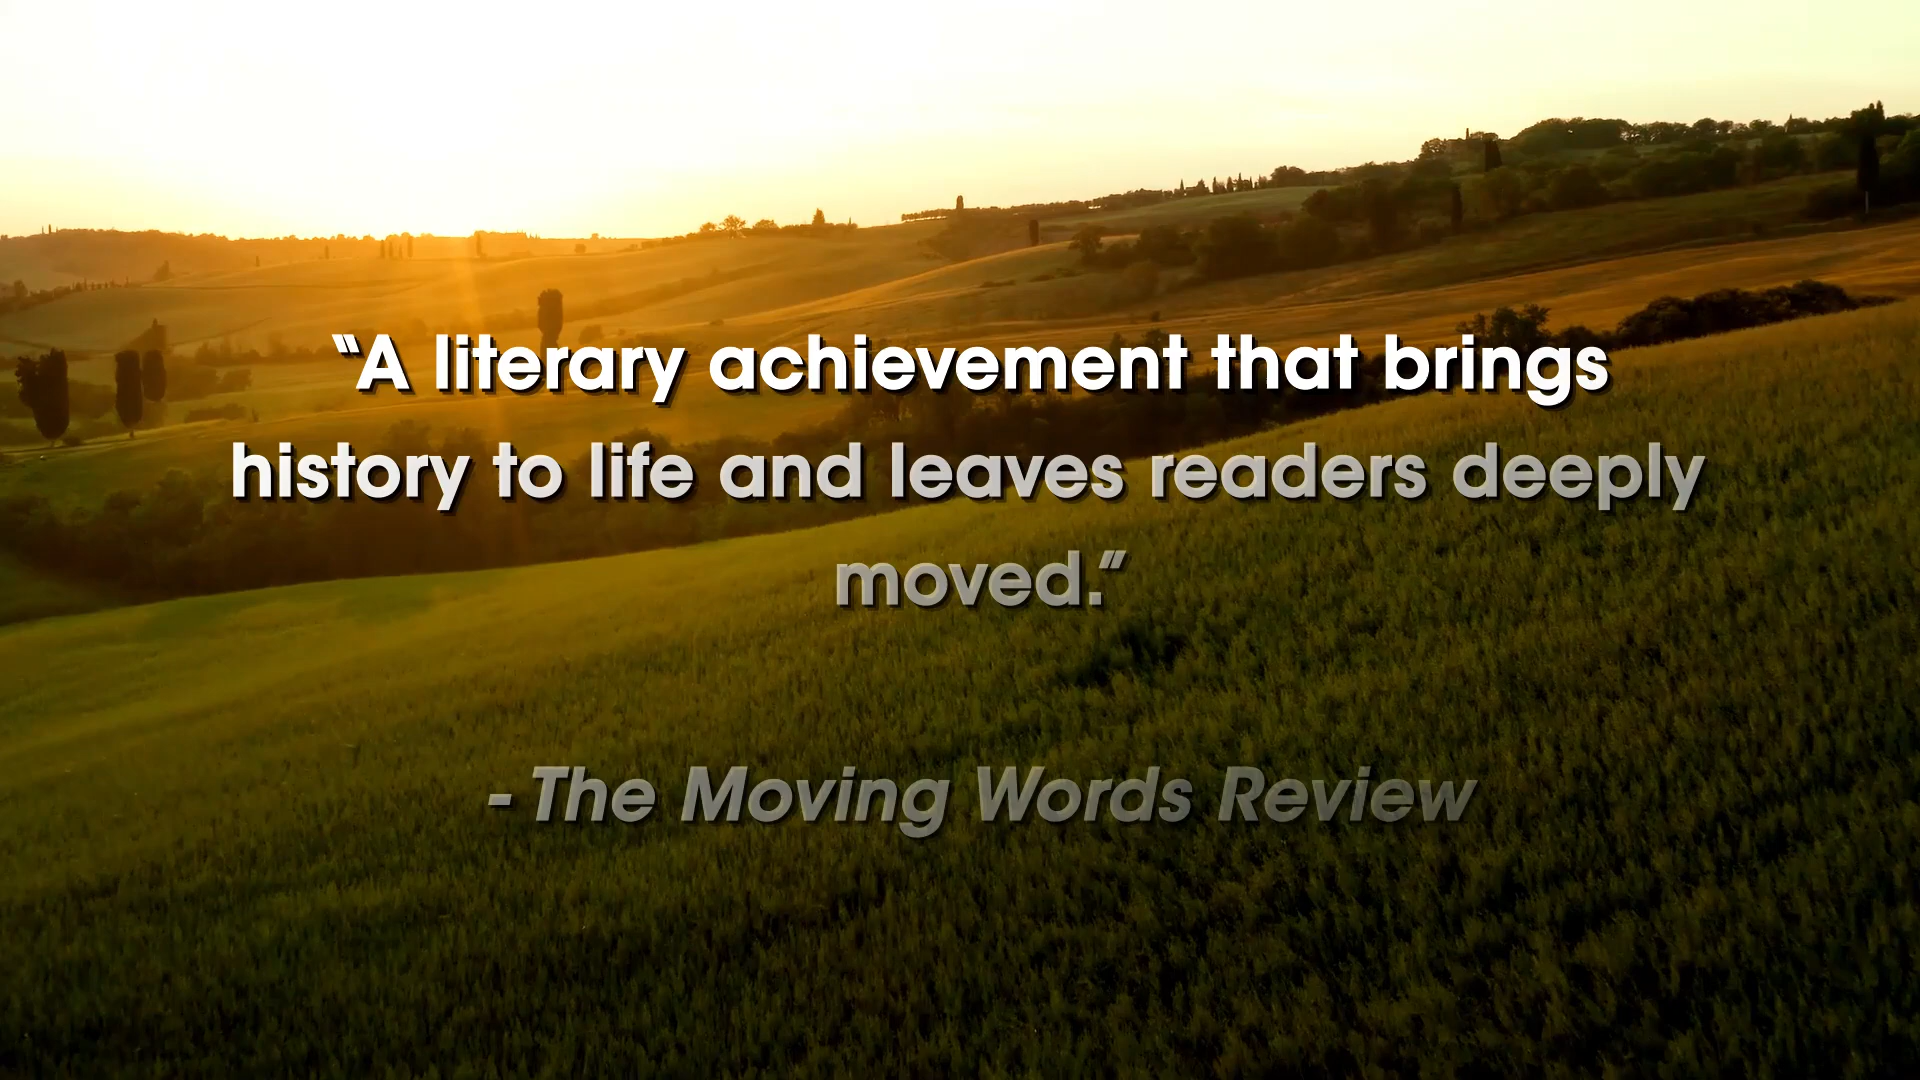 “A literary achievement that brings
history to life and leaves readers deeply
moved.”
- The Moving Words Review